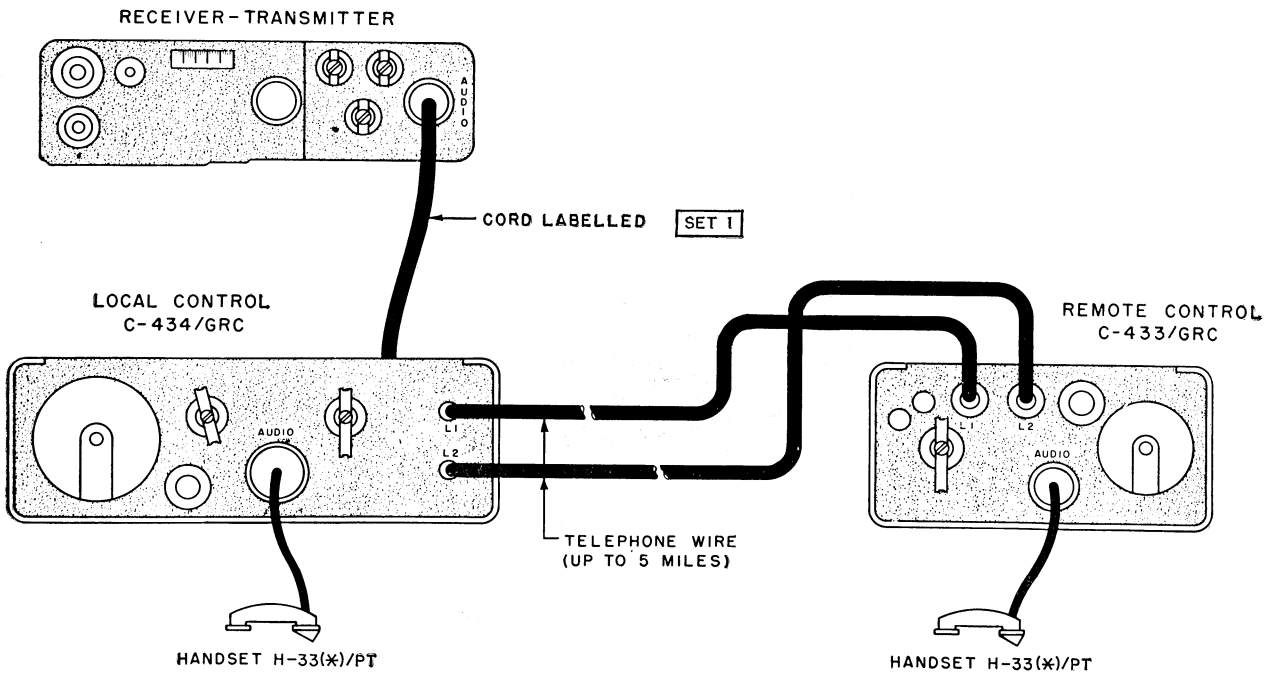 RECEIVER-TRANSMITTER
AUDIO
CORD LABELLED SET 1
LOCAL CONTROL
C-434/GRC
REMOTE CONTROL
C-433/GRC
L1
L2
AUDIO
L1
L2
AUDIO
TELEPHONE WIRE
(UP TO 5 MILES)
HANDSET H-33(*)/PT
HANDSET H-33(*)/PT